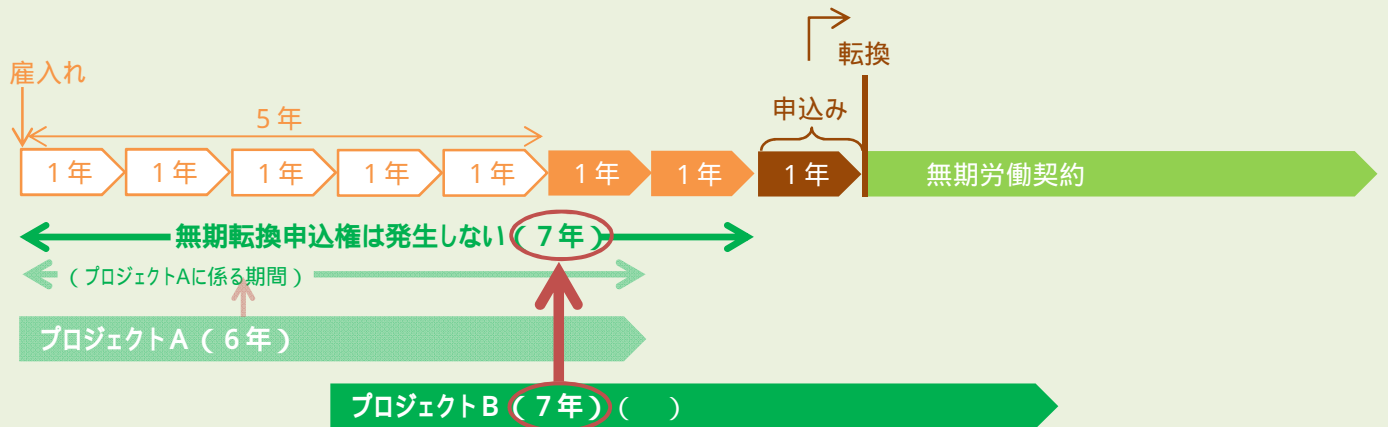 転換
雇入れ
申込み
5年
1年
1年
1年
1年
1年
1年
1年
1年
無期労働契約
無期転換申込権は発生しない(7年)
(プロジェクトAに係る期間)
プロジェクトA(6年)
プロジェクトB(7年)( )